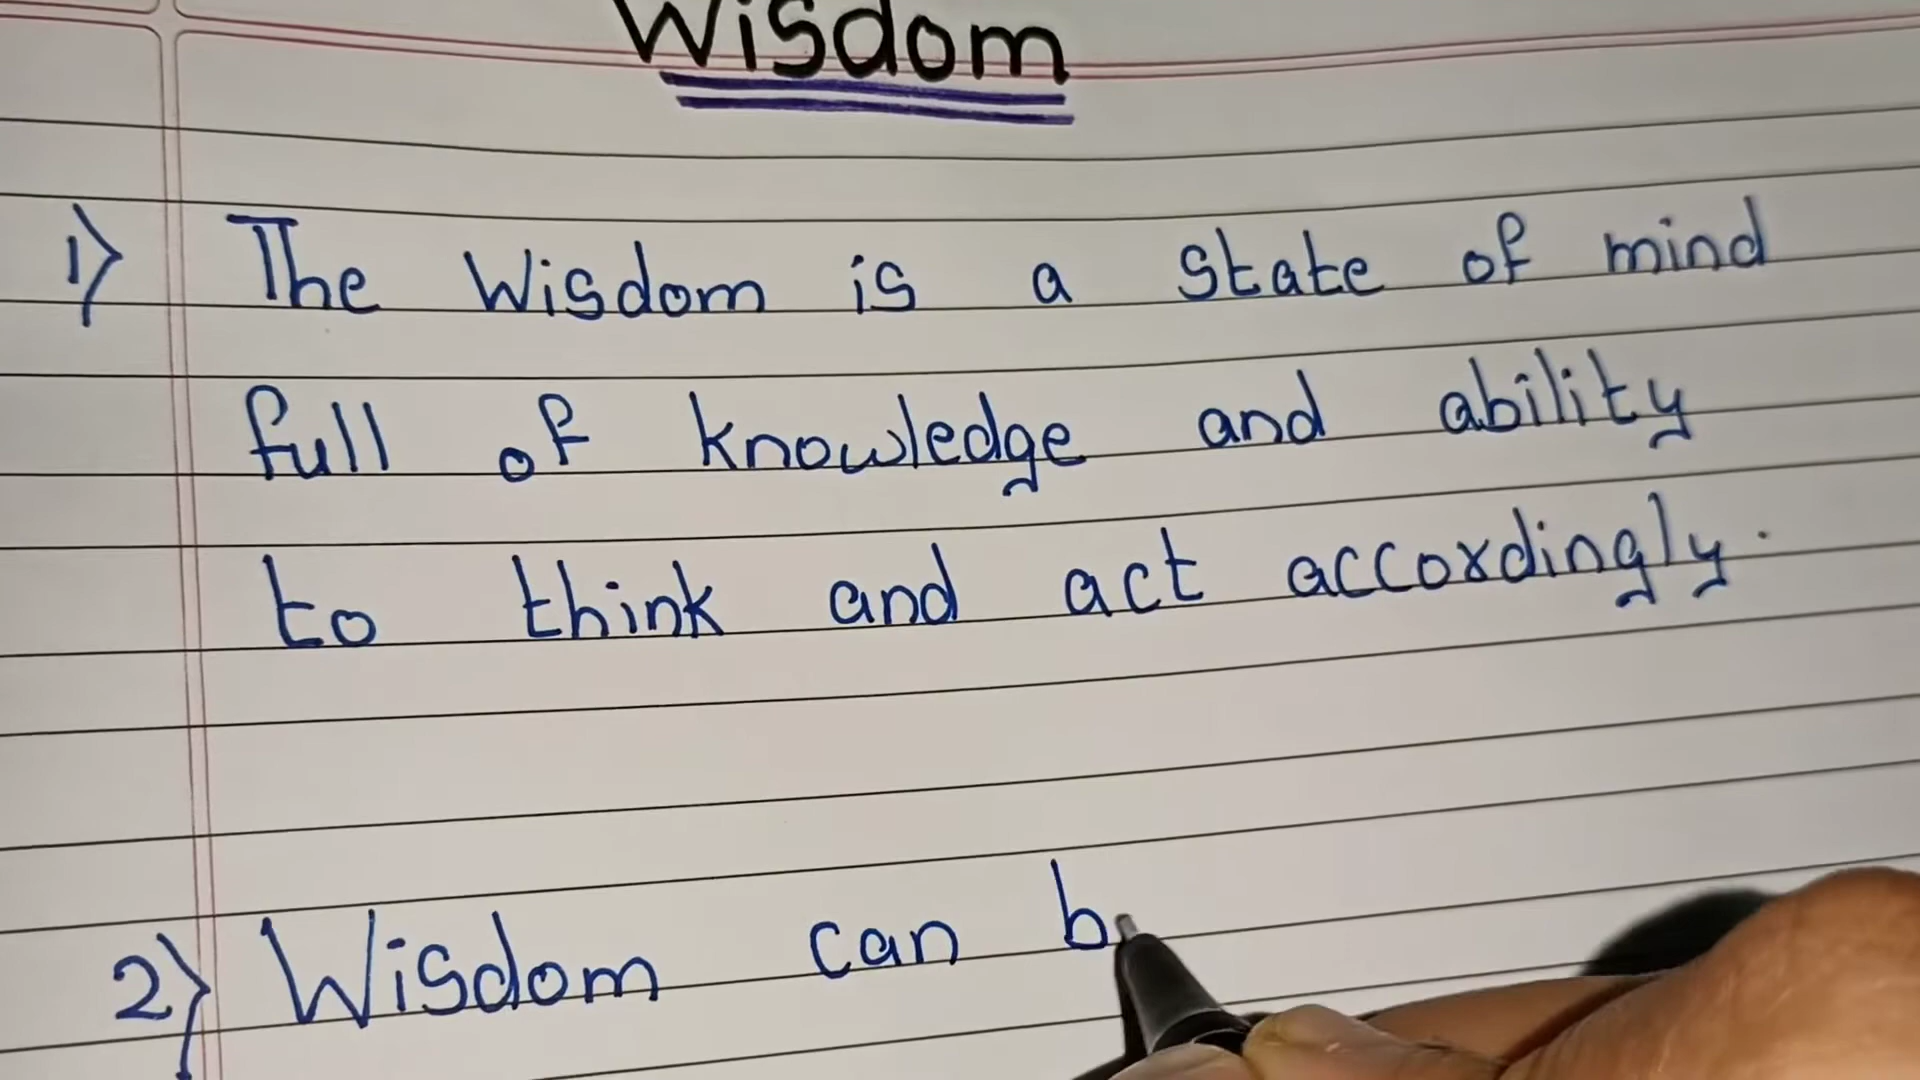 Wisdom
1) The Wisdom is a state of mind
full of knowledge and ability
to think and act accordingly.
2) Wisdom can b